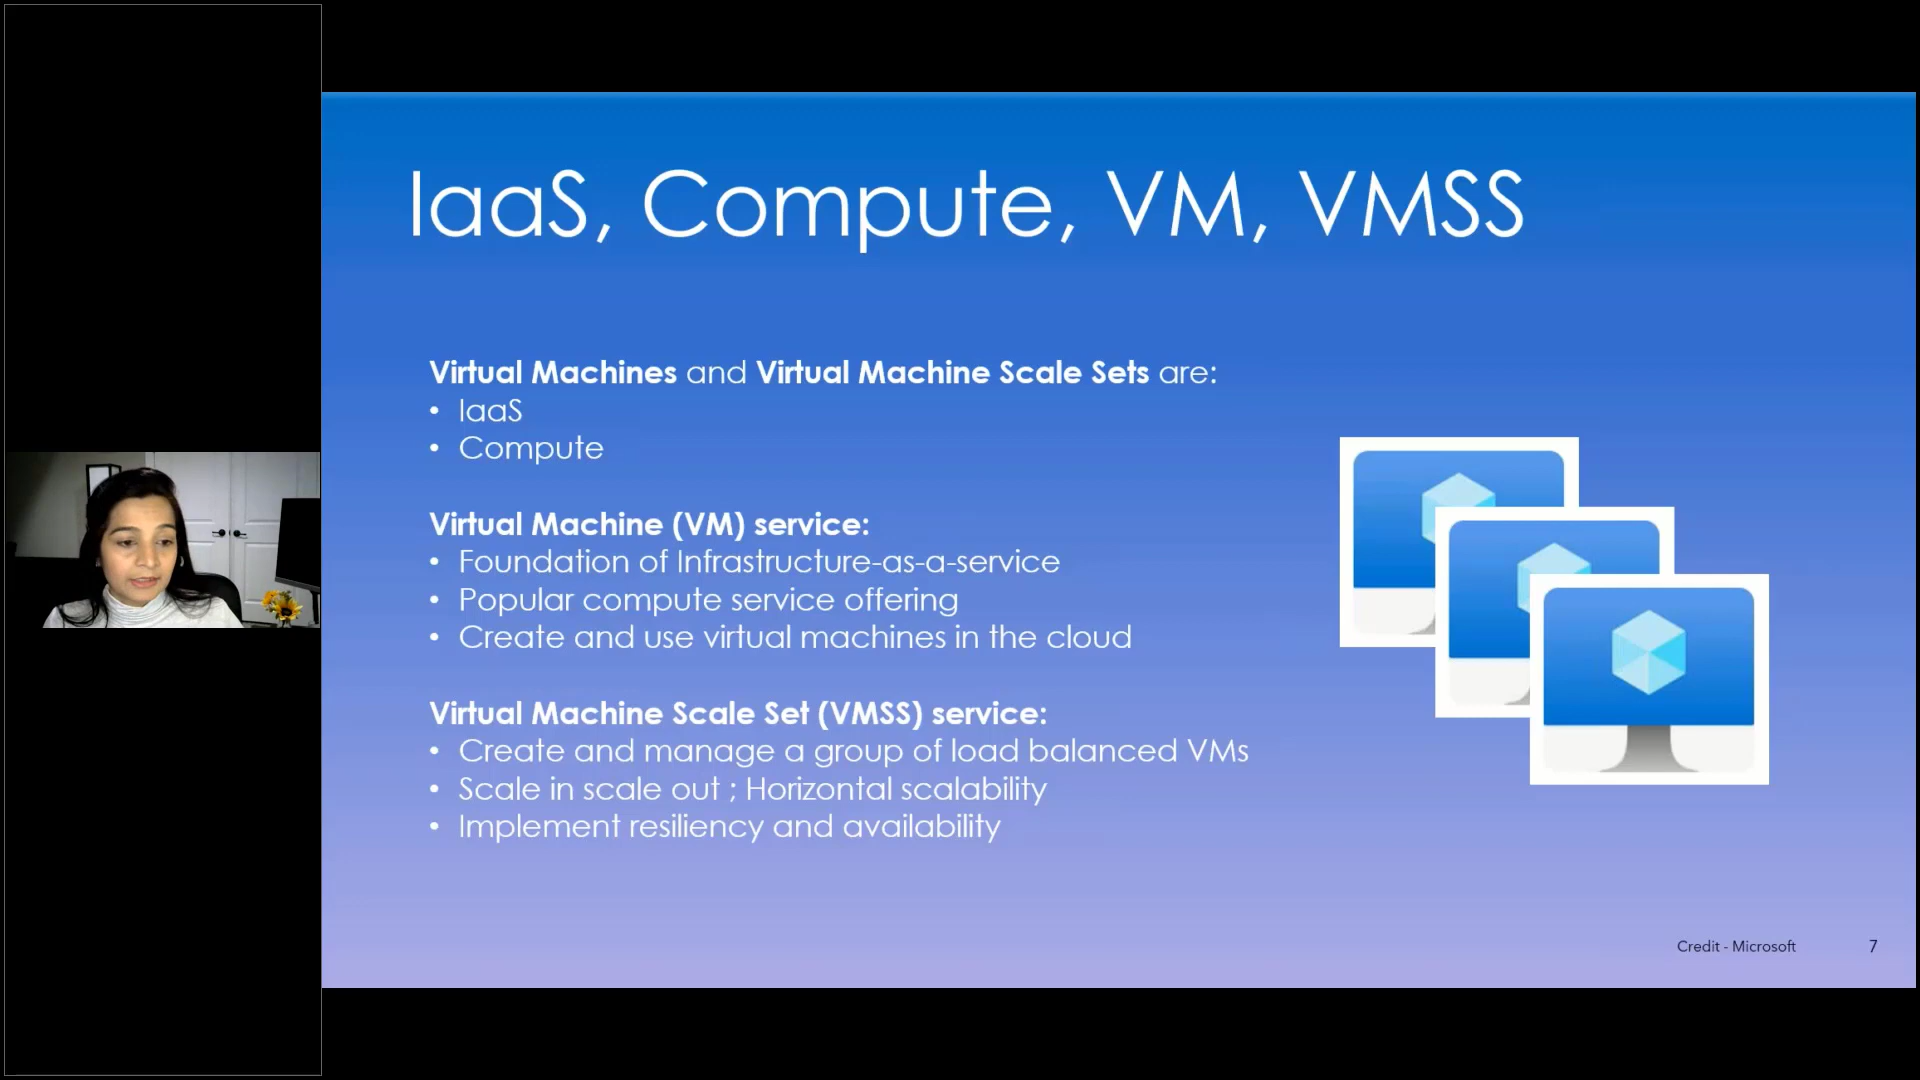 IaaS, Compute, VM, VMSS
Virtual Machines and Virtual Machine Scale Sets are:
• IaaS
• Compute
Virtual Machine (VM) service:
• Foundation of Infrastructure-as-a-service
• Popular compute service offering
• Create and use virtual machines in the cloud
Virtual Machine Scale Set (VMSS) service:
• Create and manage a group of load balanced VMs
• Scale in scale out ; Horizontal scalability
• Implement resiliency and availability
Credit - Microsoft
7